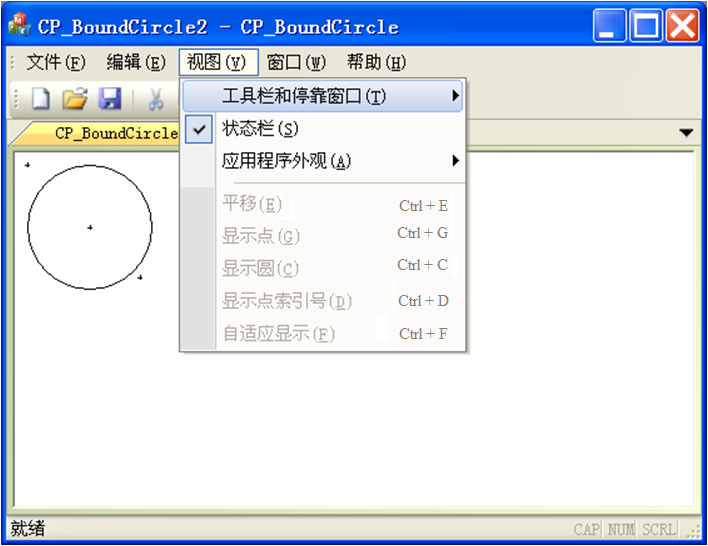 CP_BoundCircle2 - CP_BoundCircle
文件(F) 编辑(E) 视图(V) 窗口(W) 帮助(H)
工具栏和停靠窗口(T)
CP_BoundCircle
状态栏(S)
应用程序外观(A)
平移(E) Ctrl + E
显示点(G) Ctrl + G
显示圆(C) Ctrl + C
显示点索引号(D) Ctrl + D
自适应显示(F) Ctrl + F
就绪 CAP NUM SCRL